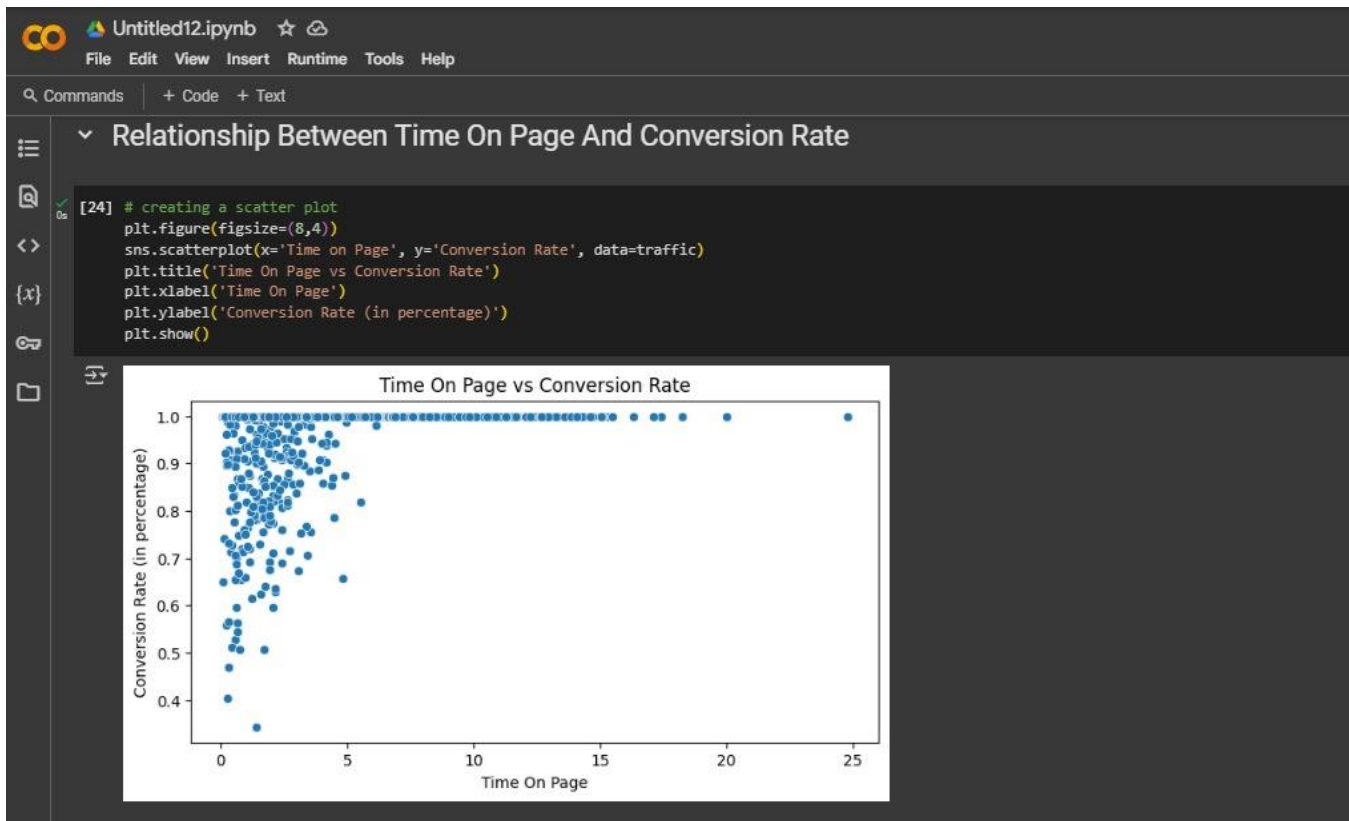 Untitled12.ipynb
File Edit View Insert Runtime Tools Help
Commands + Code + Text
Relationship Between Time On Page And Conversion Rate
[24] # creating a scatter plot
0s
plt.figure(figsize=(8,4))
sns.scatterplot(x='Time on Page', y='Conversion Rate', data=traffic)
plt.title('Time On Page vs Conversion Rate')
plt.xlabel('Time On Page')
plt.ylabel('Conversion Rate (in percentage)')
plt.show()
{x}
Time On Page vs Conversion Rate
Conversion Rate (in percentage)
1.0
0.9
0.8
0.7
0.6
0.5
0.4
0 5 10 15 20 25
Time On Page